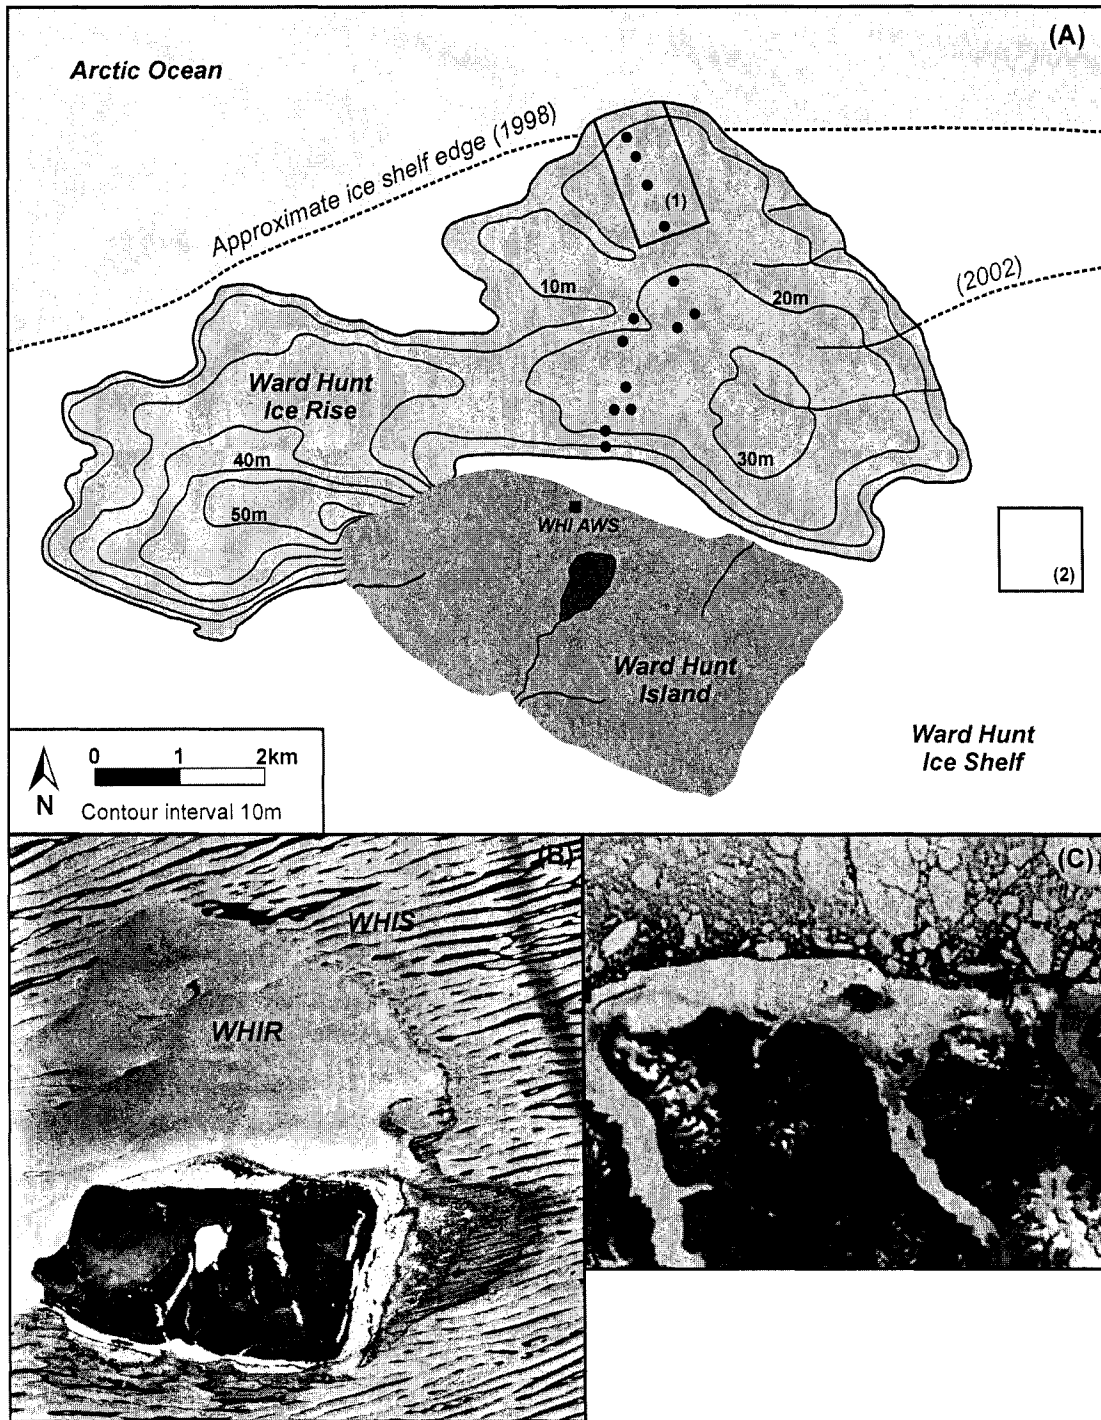 (A)
Arctic Ocean
Approximate ice shelf edge (1998)
(1)
(2002)
10m
20m
Ward Hunt
Ice Rise
40m
30m
50m
WHI AWS
(2)
Ward Hunt
Island
Ward Hunt
Ice Shelf
0 1 2km
N
Contour interval 10m
(B)
(C)
WHIS
WHIR